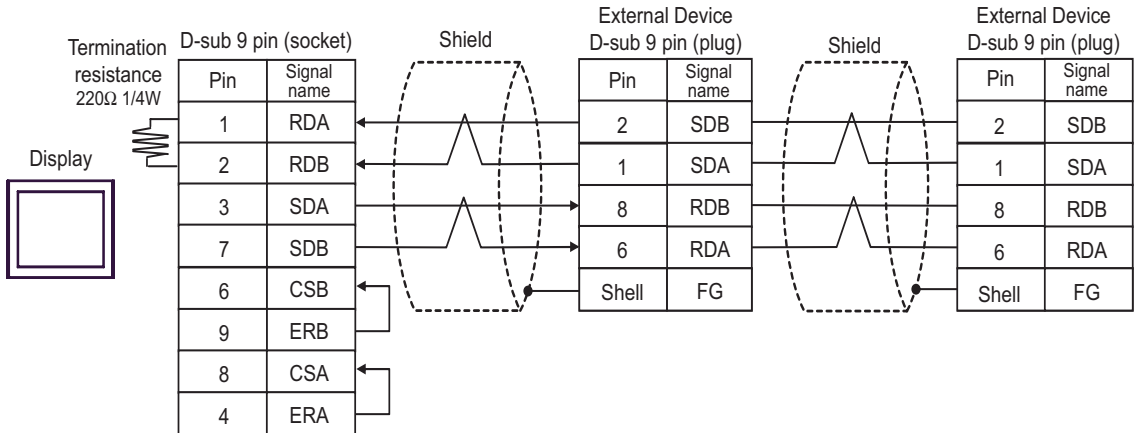 Termination
resistance
220Ω 1/4W
Display
D-sub 9 pin (socket)
Pin Signal name
1 RDA
2 RDB
3 SDA
7 SDB
6 CSB
9 ERB
8 CSA
4 ERA
Shield
External Device
D-sub 9 pin (plug)
Pin Signal name
2 SDB
1 SDA
8 RDB
6 RDA
Shell FG
Shield
External Device
D-sub 9 pin (plug)
Pin Signal name
2 SDB
1 SDA
8 RDB
6 RDA
Shell FG